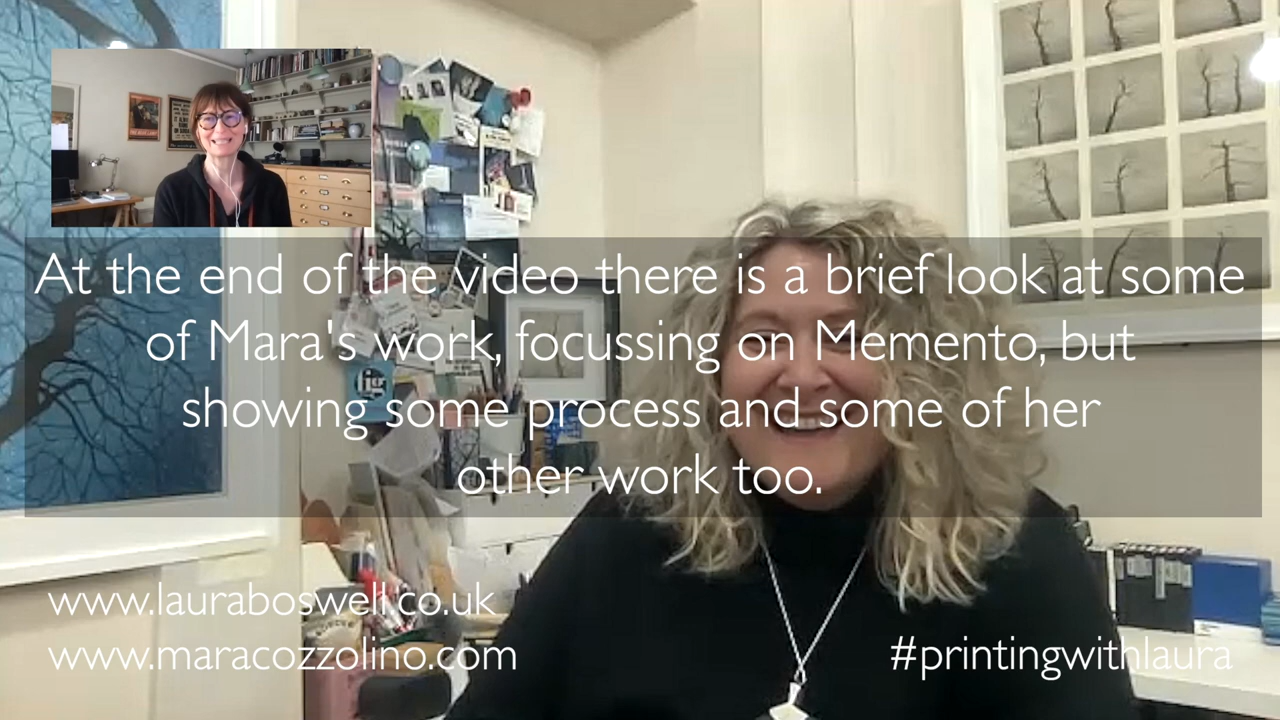 At the end of the video there is a brief look at some
of Mara's work, focussing on Memento, but
showing some process and some of her
other work too.
www.lauraboswell.co.uk
www.maracozzolino.com
#printingwithlaura